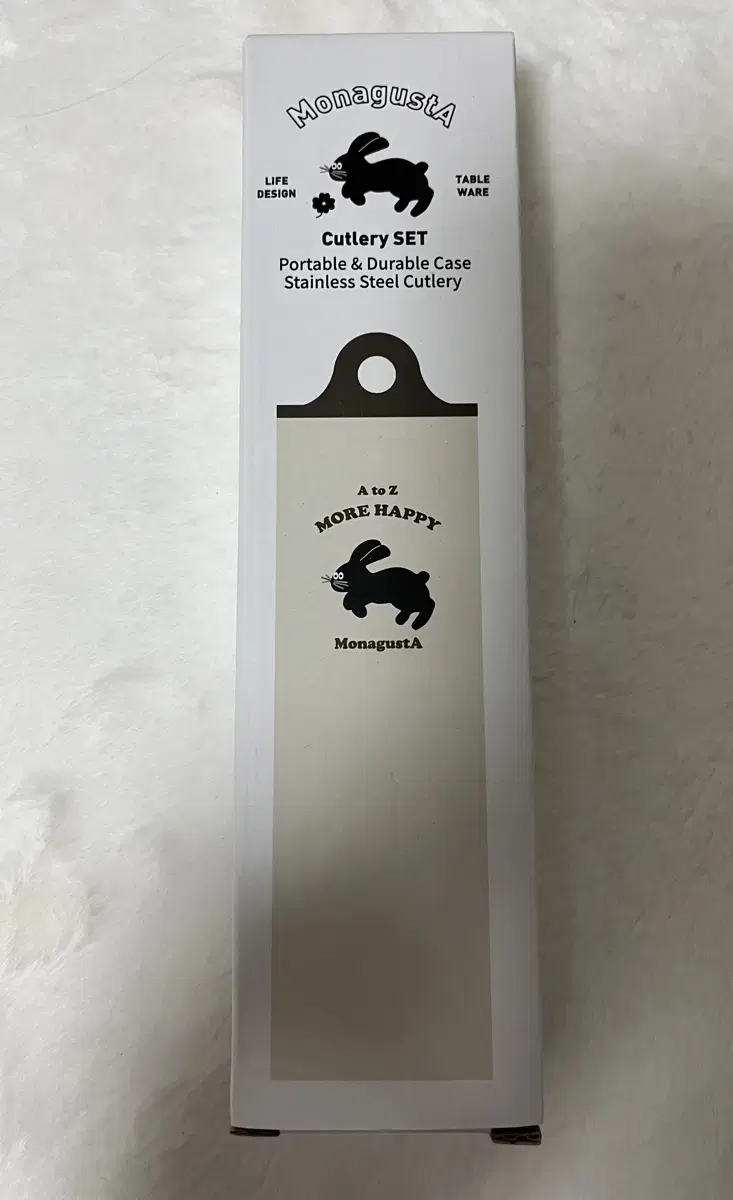 MonagustA
LIFE
DESIGN
TABLE
WARE
Cutlery SET
Portable & Durable Case
Stainless Steel Cutlery
A to Z
MORE HAPPY
MonagustA